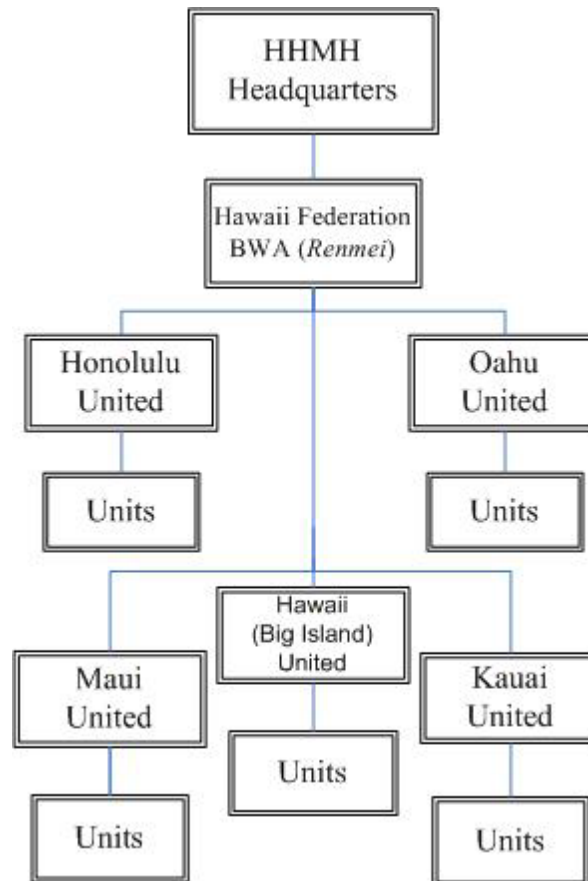 HHMH
Headquarters
Hawaii Federation
BWA (Renmei)
Honolulu
United
Oahu
United
Units
Units
Hawaii
(Big Island)
United
Maui
United
Kauai
United
Units
Units
Units